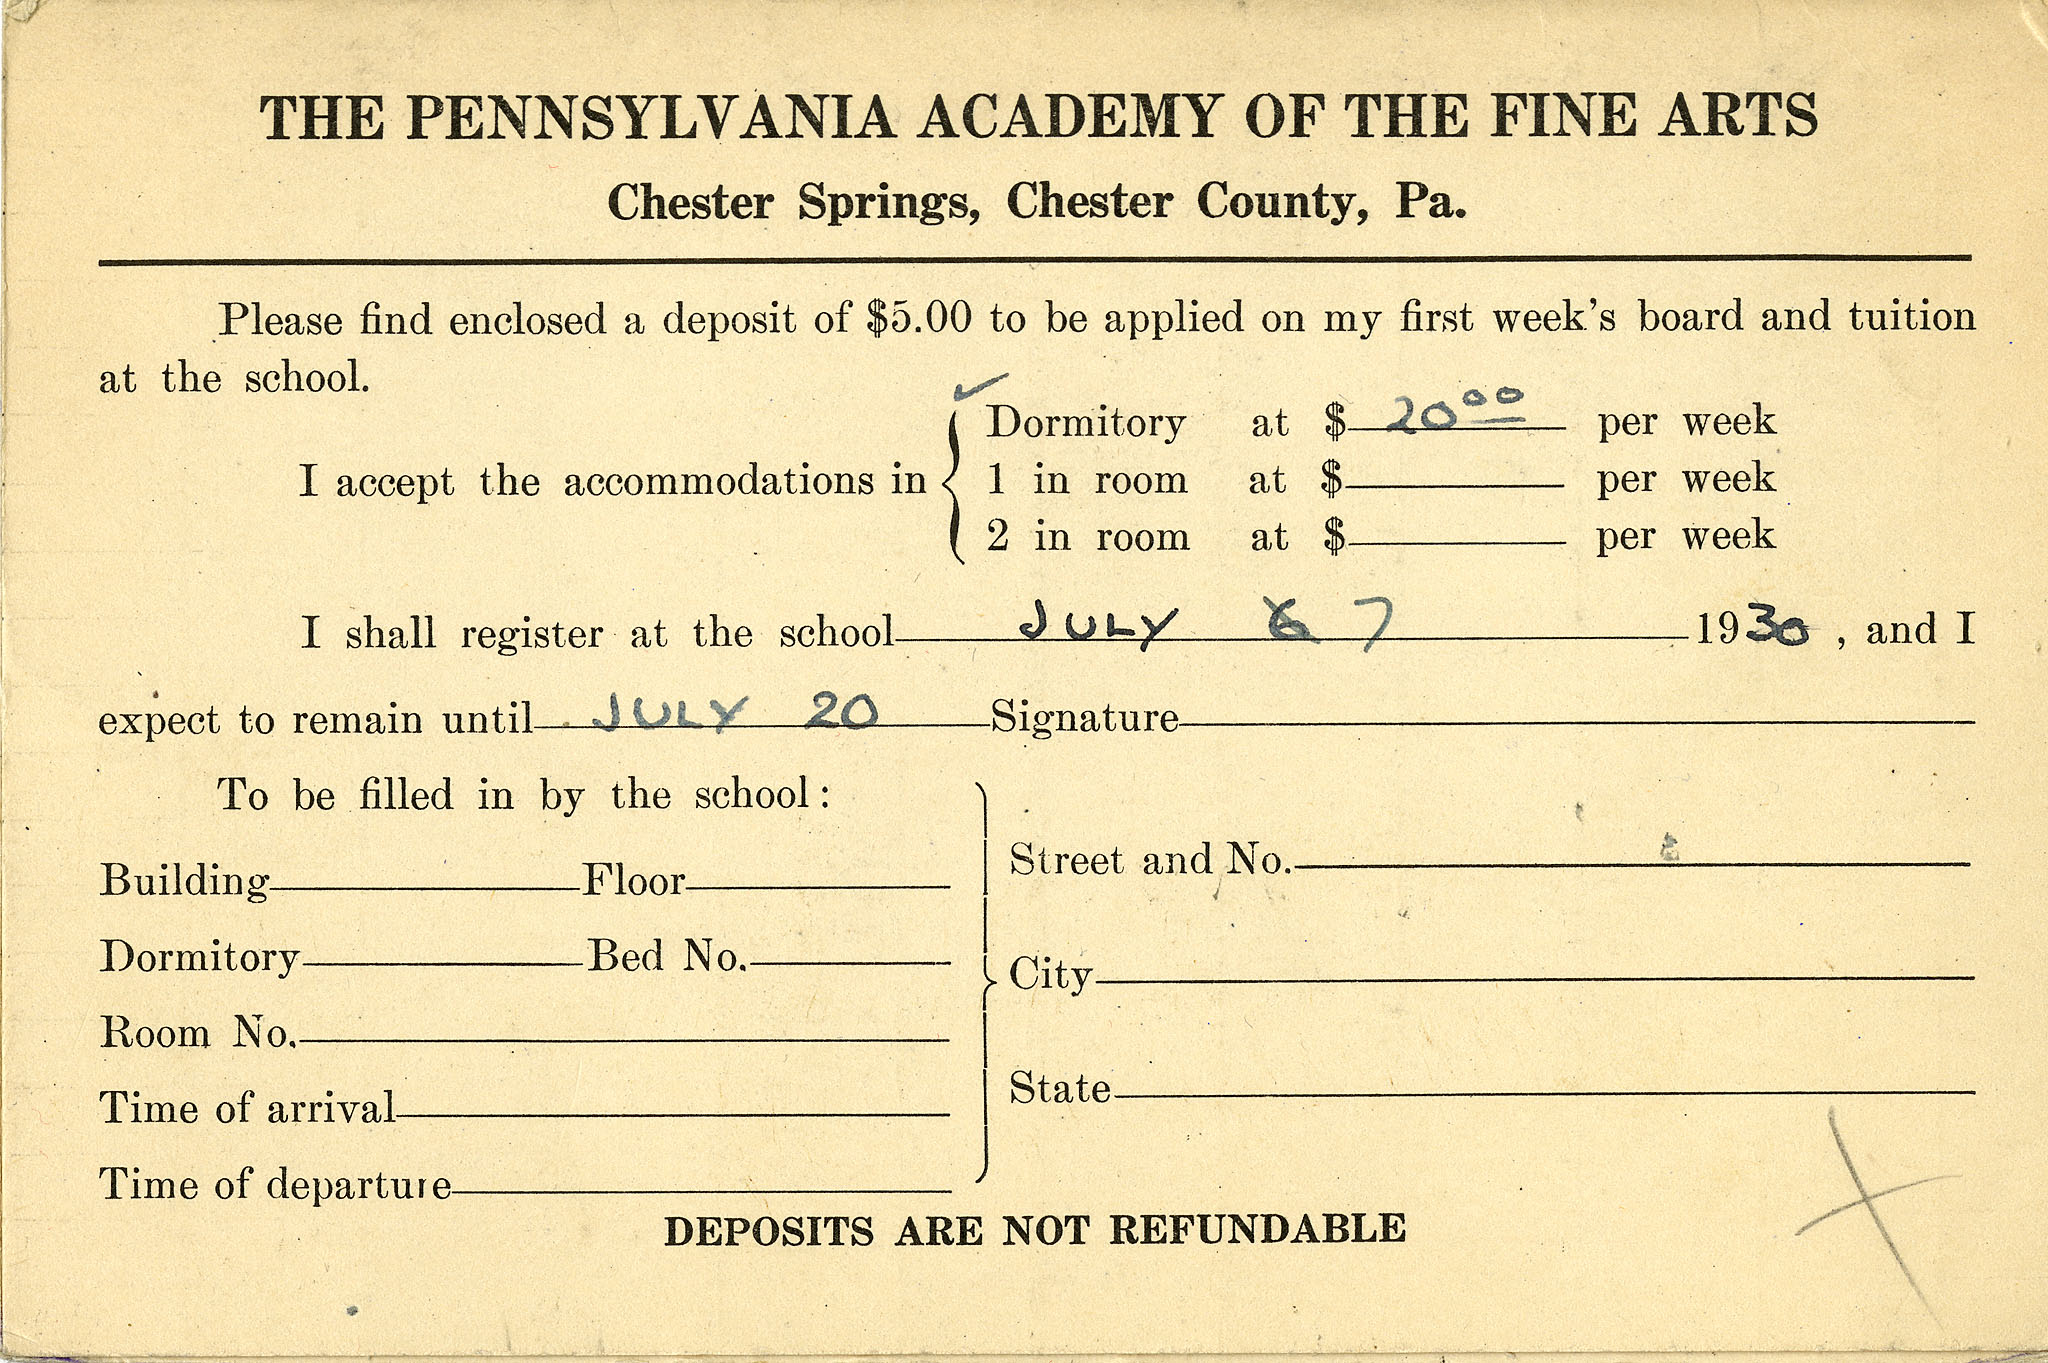 THE PENNSYLVANIA ACADEMY OF THE FINE ARTS
Chester Springs, Chester County, Pa.
Please find enclosed a deposit of $5.00 to be applied on my first week's board and tuition
at the school.
Dormitory at $ 20 00 per week
I accept the accommodations in 1 in room at $ per week
2 in room at $ per week
I shall register at the school JULY 6 7 1930, and I
expect to remain until JULY 20 Signature
To be filled in by the school:
Street and No.
Building Floor
Dormitory Bed No.
City
Room No.
State
Time of arrival
Time of departure
DEPOSITS ARE NOT REFUNDABLE